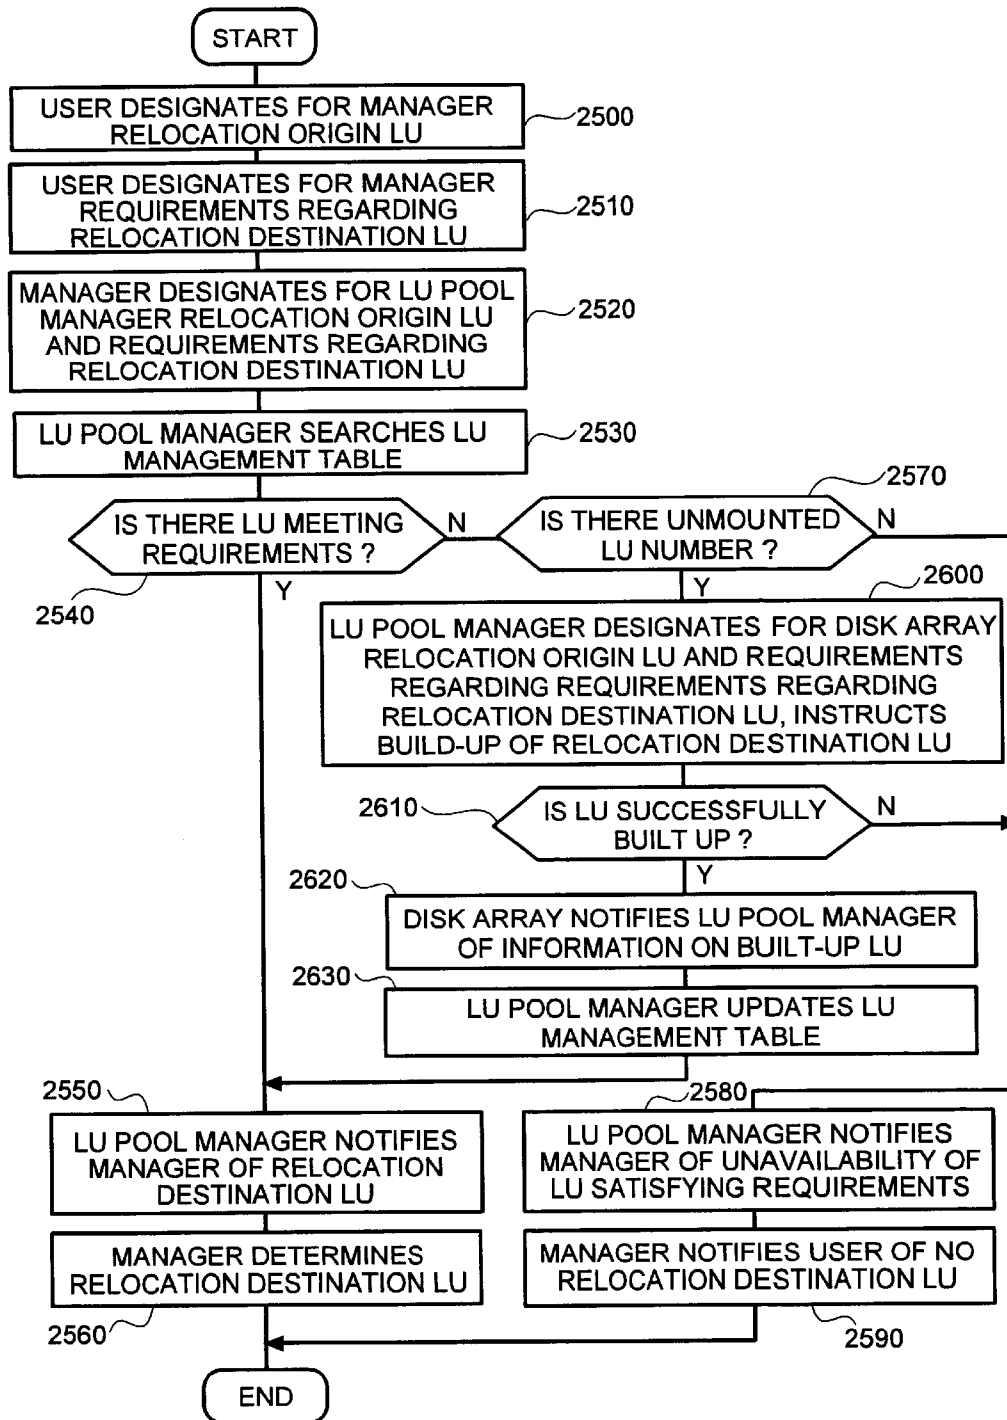 START
USER DESIGNATES FOR MANAGER
RELOCATION ORIGIN LU
2500
USER DESIGNATES FOR MANAGER
REQUIREMENTS REGARDING
RELOCATION DESTINATION LU
2510
MANAGER DESIGNATES FOR LU POOL
MANAGER RELOCATION ORIGIN LU
AND REQUIREMENTS REGARDING
RELOCATION DESTINATION LU
2520
LU POOL MANAGER SEARCHES LU
MANAGEMENT TABLE
2530
IS THERE LU MEETING
REQUIREMENTS ?
N
Y
2540
2570
IS THERE UNMOUNTED
LU NUMBER ?
N
Y
2600
LU POOL MANAGER DESIGNATES FOR DISK ARRAY
RELOCATION ORIGIN LU AND REQUIREMENTS
REGARDING REQUIREMENTS REGARDING
RELOCATION DESTINATION LU, INSTRUCTS
BUILD-UP OF RELOCATION DESTINATION LU
2610
IS LU SUCCESSFULLY
BUILT UP ?
N
Y
2620
DISK ARRAY NOTIFIES LU POOL MANAGER
OF INFORMATION ON BUILT-UP LU
2630
LU POOL MANAGER UPDATES LU
MANAGEMENT TABLE
2550
LU POOL MANAGER NOTIFIES
MANAGER OF RELOCATION
DESTINATION LU
MANAGER DETERMINES
RELOCATION DESTINATION LU
2560
2580
LU POOL MANAGER NOTIFIES
MANAGER OF UNAVAILABILITY OF
LU SATISFYING REQUIREMENTS
MANAGER NOTIFIES USER OF NO
RELOCATION DESTINATION LU
2590
END